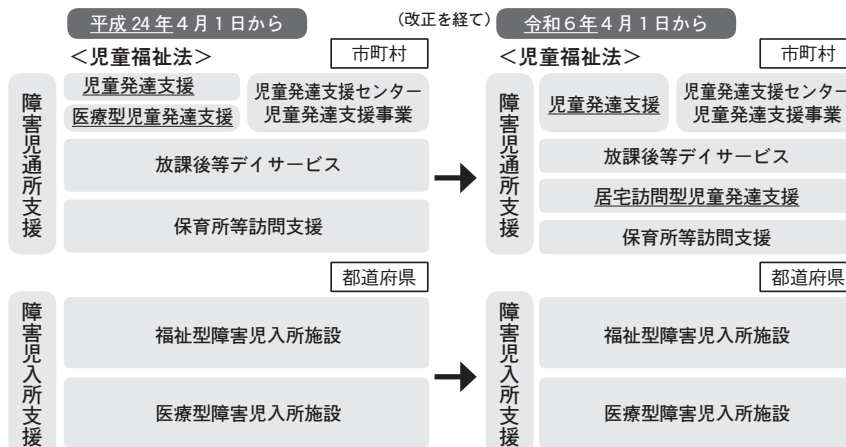 平成24年4月1日から
(改正を経て)
令和6年4月1日から
<児童福祉法>
市町村
障害児通所支援
児童発達支援
医療型児童発達支援
児童発達支援センター
児童発達支援事業
放課後等デイサービス
保育所等訪問支援
都道府県
障害児入所支援
福祉型障害児入所施設
医療型障害児入所施設
<児童福祉法>
市町村
障害児通所支援
児童発達支援
児童発達支援センター
児童発達支援事業
放課後等デイサービス
居宅訪問型児童発達支援
保育所等訪問支援
都道府県
障害児入所支援
福祉型障害児入所施設
医療型障害児入所施設